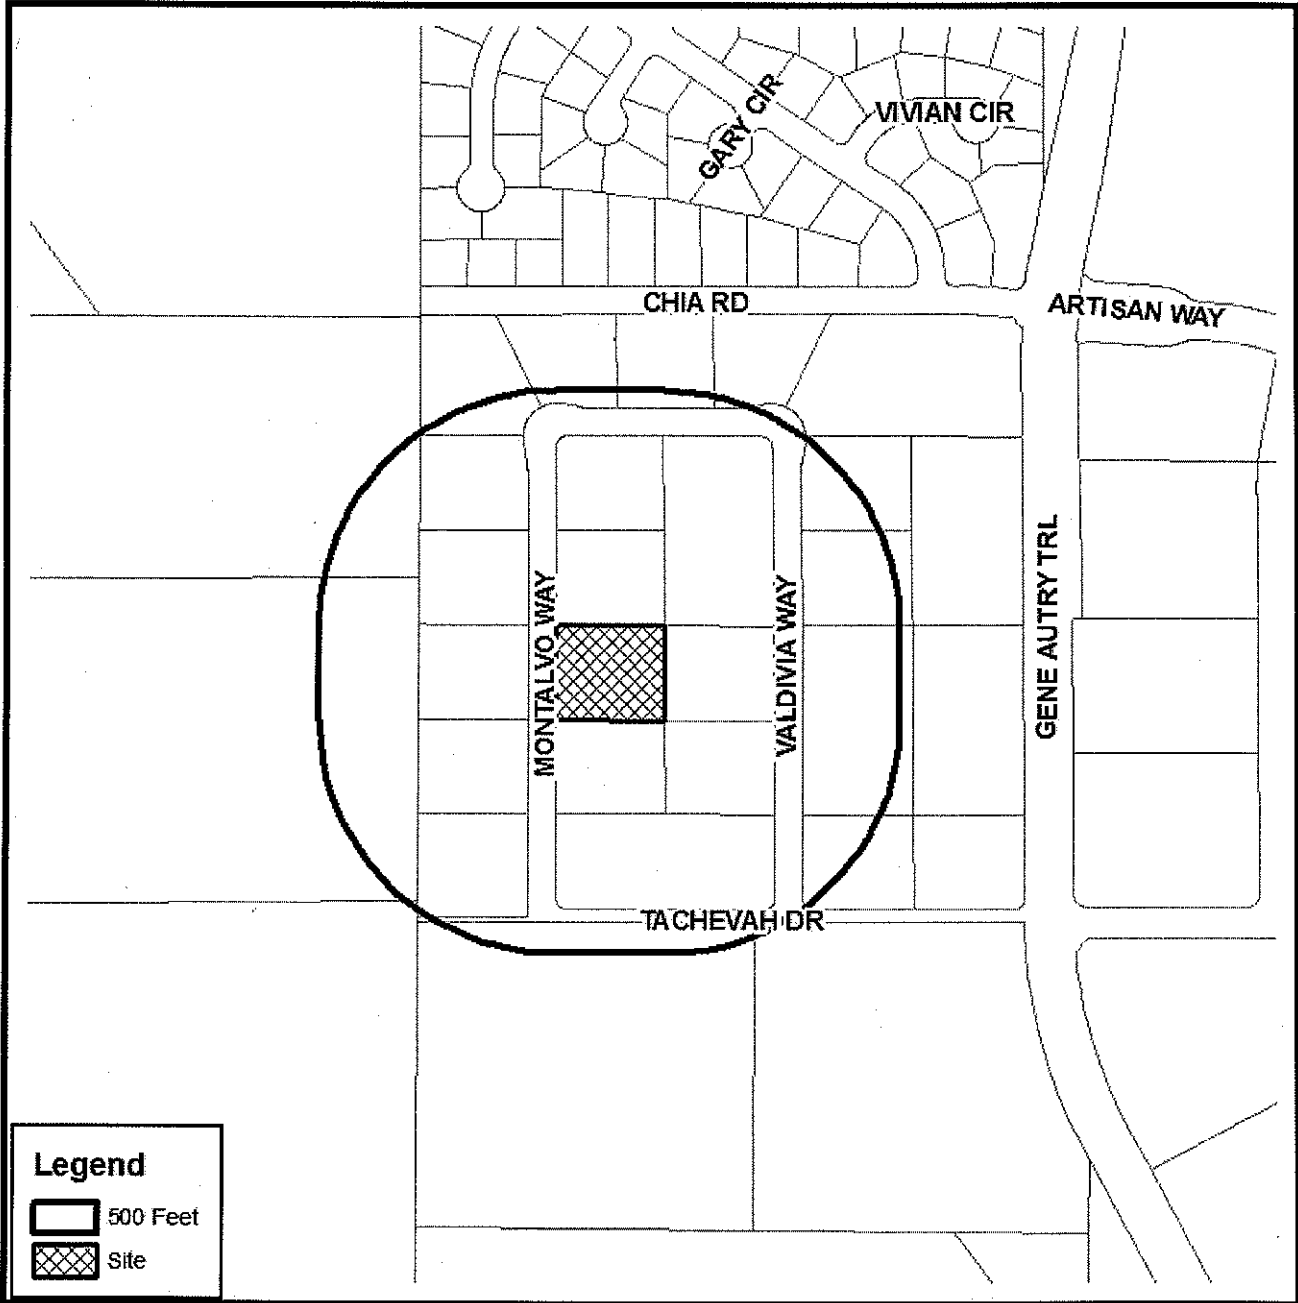 GARY CIR
VIVIAN CIR
CHIA RD
ARTISAN WAY
MONTALVO WAY
VALDIVIA WAY
GENE AUTRY TRL
TACHEVAH DR
Legend
500 Feet
Site